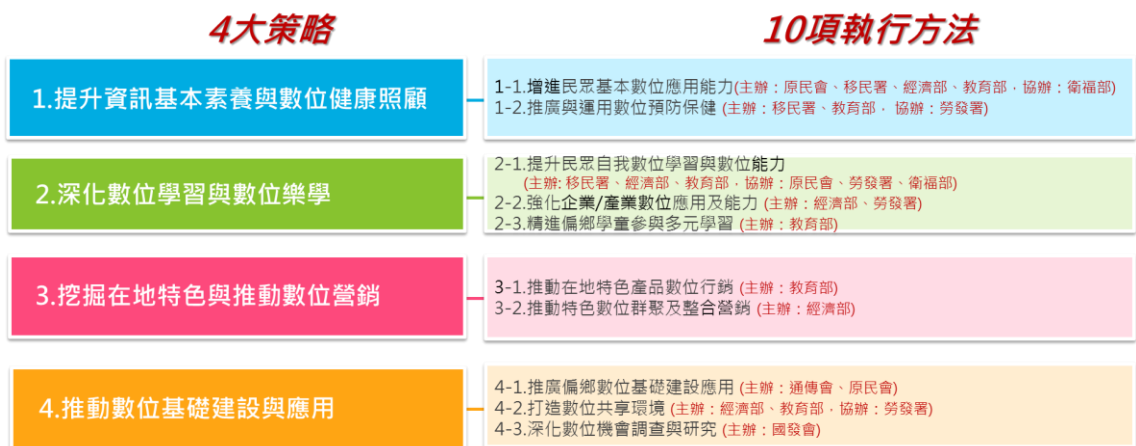 4大策略
10項執行方法
1.提升資訊基本素養與數位健康照顧
1-1.增進民眾基本數位應用能力(主辦：原民會、移民署、經濟部、教育部，協辦：衛福部)
1-2.推廣與運用數位預防保健 (主辦：移民署、教育部， 協辦：勞發署)
2.深化數位學習與數位樂學
2-1.提升民眾自我數位學習與數位能力
(主辦: 移民署、經濟部、教育部，協辦：原民會、勞發署、衛福部)
2-2.強化企業/產業數位應用及能力 (主辦：經濟部、勞發署)
2-3.精進偏鄉學童參與多元學習 (主辦：教育部)
3.挖掘在地特色與推動數位營銷
3-1.推動在地特色產品數位行銷 (主辦：教育部)
3-2.推動特色數位群聚及整合營銷 (主辦：經濟部)
4.推動數位基礎建設與應用
4-1.推廣偏鄉數位基礎建設應用 (主辦：通傳會、原民會)
4-2.打造數位共享環境 (主辦：經濟部、教育部，協辦：勞發署)
4-3.深化數位機會調查與研究 (主辦：國發會)